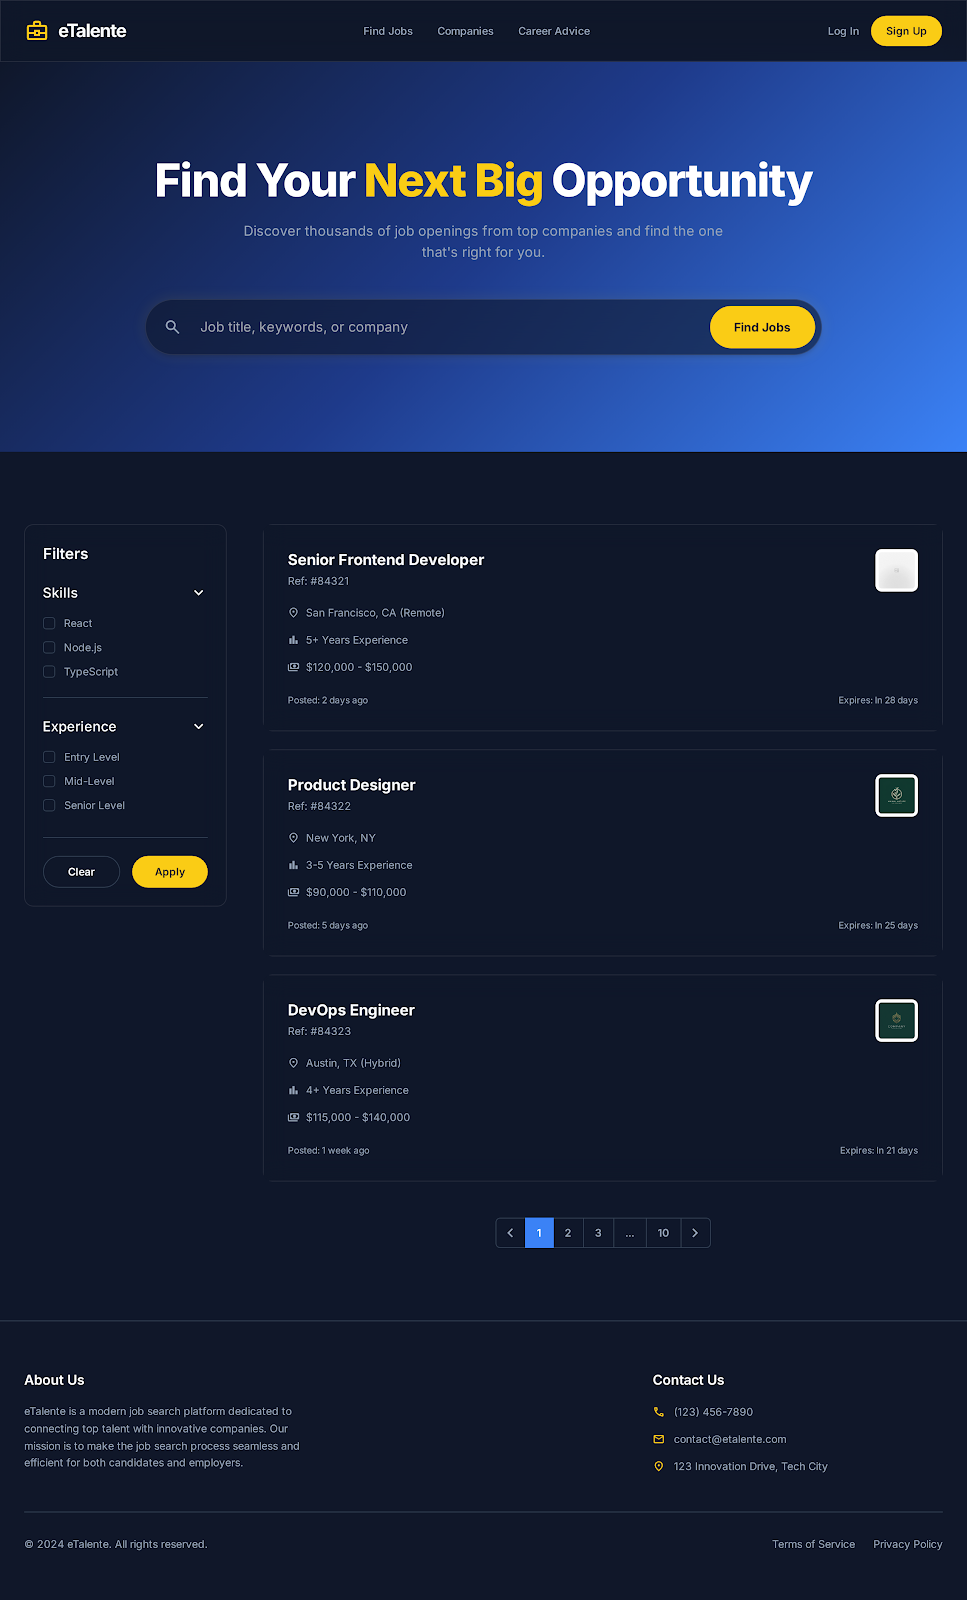 eTalente
Find Jobs
Companies
Career Advice
Log In
Sign Up
Find Your Next Big Opportunity
Discover thousands of job openings from top companies and find the one
that's right for you.
Job title, keywords, or company
Find Jobs
Filters
Skills
React
Node.js
TypeScript
Experience
Entry Level
Mid-Level
Senior Level
Clear
Apply
Senior Frontend Developer
Ref: #84321
San Francisco, CA (Remote)
5+ Years Experience
$120,000 - $150,000
Posted: 2 days ago
Expires: In 28 days
Product Designer
Ref: #84322
New York, NY
3-5 Years Experience
$90,000 - $110,000
Posted: 5 days ago
Expires: In 25 days
DevOps Engineer
Ref: #84323
COMPANY
Austin, TX (Hybrid)
4+ Years Experience
$115,000 - $140,000
Posted: 1 week ago
Expires: In 21 days
1
2
3
...
10
About Us
eTalente is a modern job search platform dedicated to
connecting top talent with innovative companies. Our
mission is to make the job search process seamless and
efficient for both candidates and employers.
Contact Us
(123) 456-7890
contact@etalente.com
123 Innovation Drive, Tech City
© 2024 eTalente. All rights reserved.
Terms of Service
Privacy Policy